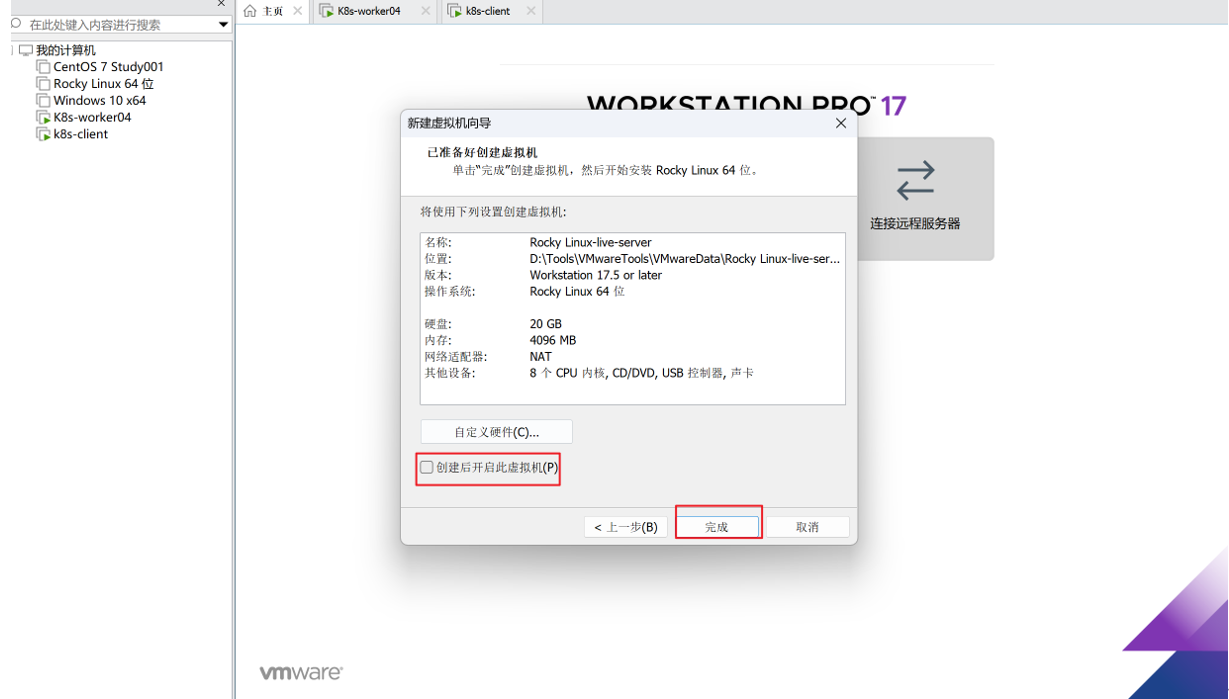 主页
K8s-worker04
k8s-client
在此处键入内容进行搜索
我的计算机
CentOS 7 Study001
Rocky Linux 64 位
Windows 10 x64
K8s-worker04
k8s-client
WORKSTATION PRO™ 17
连接远程服务器
新建虚拟机向导
已准备好创建虚拟机
单击“完成”创建虚拟机，然后开始安装 Rocky Linux 64 位。
将使用下列设置创建虚拟机:
名称: Rocky Linux-live-server
位置: D:\Tools\VMwareTools\VMwareData\Rocky Linux-live-ser...
版本: Workstation 17.5 or later
操作系统: Rocky Linux 64 位
硬盘: 20 GB
内存: 4096 MB
网络适配器: NAT
其他设备: 8 个 CPU 内核, CD/DVD, USB 控制器, 声卡
自定义硬件(C)...
创建后开启此虚拟机(P)
< 上一步(B)
完成
取消
vmware®